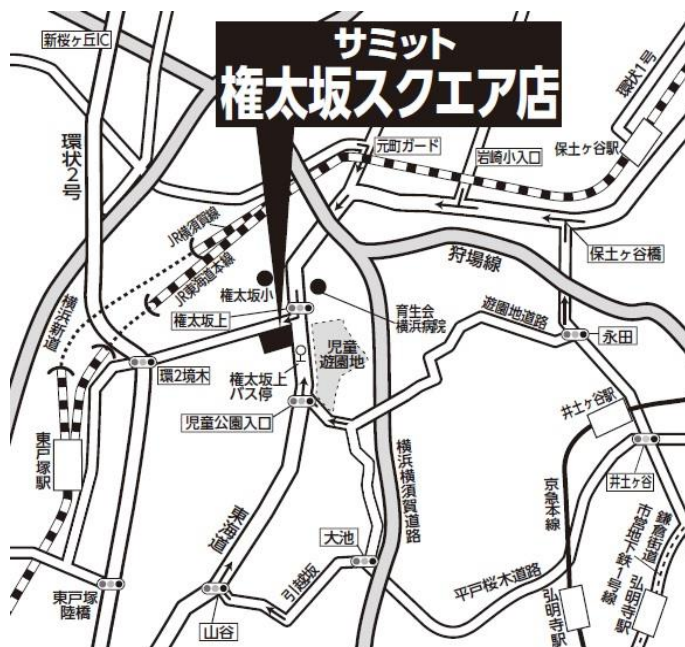 サミット
権太坂スクエア店
新桜ヶ丘IC
環状2号
環状1号
元町ガード
岩崎小入口
保土ヶ谷駅
JR横須賀線
JR東海道本線
狩場線
保土ヶ谷橋
横浜新道
権太坂小
育生会
横浜病院
権太坂上
遊園地道路
永田
児童
遊園地
環2境木
権太坂上
バス停
児童公園入口
井土ヶ谷駅
井土ヶ谷
東戸塚駅
東海道
横浜横須賀道路
京急本線
大池
引越坂
平戸桜木道路
鎌倉街道
市営地下鉄1号線
東戸塚
陸橋
山谷
弘明寺駅
弘明寺駅